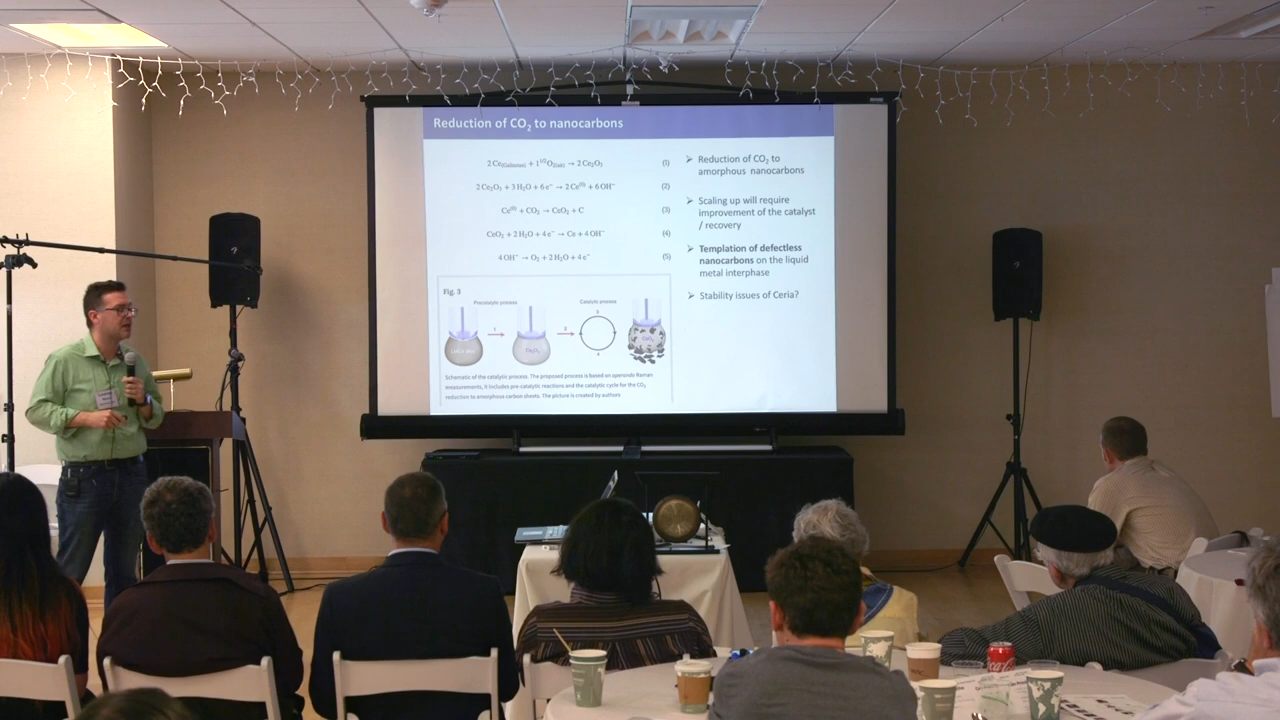 Reduction of CO₂ to nanocarbons
2 Ce(Galinstan) + 1^1/2 O₂(air) → 2 Ce₂O₃ (1)
2 Ce₂O₃ + 3 H₂O + 6 e⁻ → 2 Ce⁽⁰⁾ + 6 OH⁻ (2)
Ce⁽⁰⁾ + CO₂ → CeO₂ + C (3)
CeO₂ + 2 H₂O + 4 e⁻ → Ce + 4 OH⁻ (4)
4 OH⁻ → O₂ + 2 H₂O + 4 e⁻ (5)
➢ Reduction of CO₂ to
amorphous nanocarbons
➢ Scaling up will require
improvement of the catalyst
/ recovery
➢ Templation of defectless
nanocarbons on the liquid
metal interphase
➢ Stability issues of Ceria?
Fig. 3
Precatalytic process
Catalytic process
Schematic of the catalytic process. The proposed process is based on operando Raman
measurements, it includes pre-catalytic reactions and the catalytic cycle for the CO₂
reduction to amorphous carbon sheets. The picture is created by authors